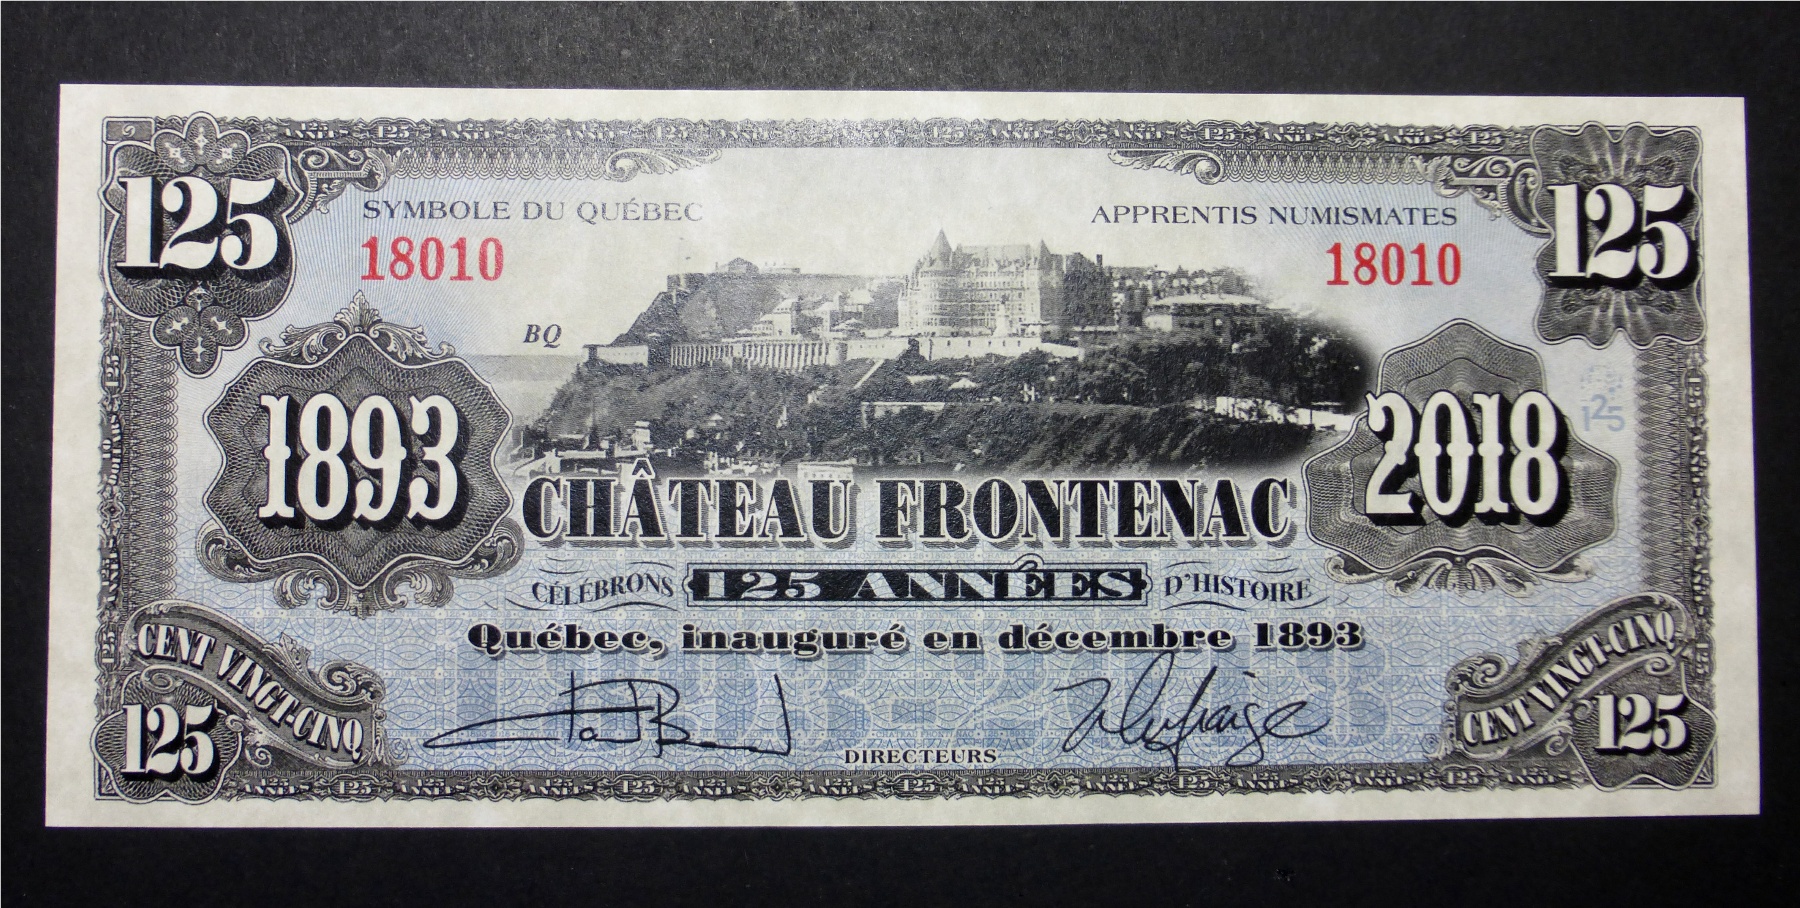 125
125
SYMBOLE DU QUÉBEC
APPRENTIS NUMISMATES
18010
18010
BQ
1893
2018
125
CHÂTEAU FRONTENAC
CÉLÉBRONS 125 ANNÉES D'HISTOIRE
Québec, inauguré en décembre 1893
CENT VINGT-CINQ
CENT VINGT-CINQ
125
125
DIRECTEURS